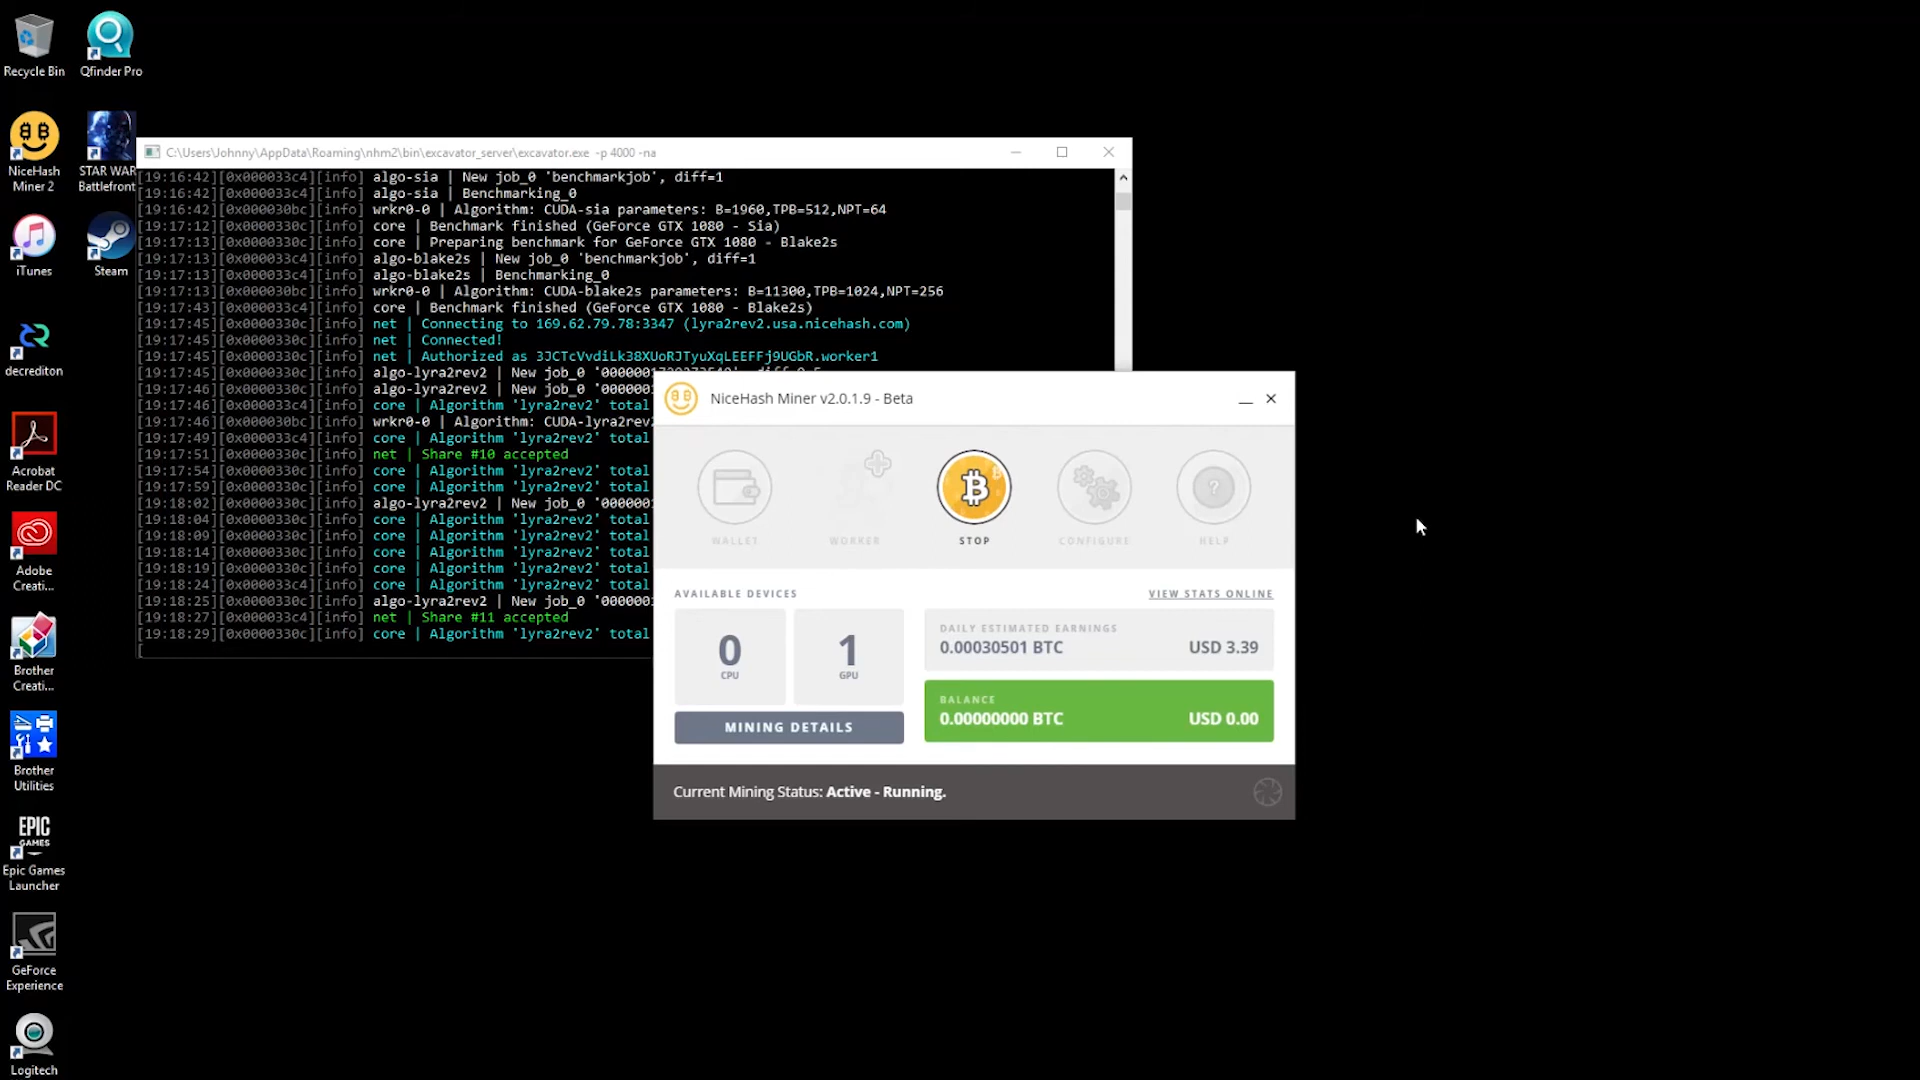 Recycle Bin
Qfinder Pro
NiceHash
Miner 2
STAR WAR
Battlefront
iTunes
Steam
decrediton
Acrobat
Reader DC
Adobe
Creati...
Brother
Creati...
Brother
Utilities
EPIC
GAMES
Epic Games
Launcher
GeForce
Experience
Logitech
C:\Users\Johnny\AppData\Roaming\nhm2\bin\excavator_server\excavator.exe -p 4000 -na
[19:16:42][0x000033c4][info] algo-sia | New job_0 'benchmarkjob', diff=1
[19:16:42][0x000033c4][info] algo-sia | Benchmarking_0
[19:16:42][0x000030bc][info] wrkr0-0 | Algorithm: CUDA-sia parameters: B=1960,TPB=512,NPT=64
[19:17:12][0x0000330c][info] core | Benchmark finished (GeForce GTX 1080 - Sia)
[19:17:13][0x0000330c][info] core | Preparing benchmark for GeForce GTX 1080 - Blake2s
[19:17:13][0x000033c4][info] algo-blake2s | New job_0 'benchmarkjob', diff=1
[19:17:13][0x000033c4][info] algo-blake2s | Benchmarking_0
[19:17:13][0x000030bc][info] wrkr0-0 | Algorithm: CUDA-blake2s parameters: B=11300,TPB=1024,NPT=256
[19:17:43][0x0000330c][info] core | Benchmark finished (GeForce GTX 1080 - Blake2s)
[19:17:45][0x0000330c][info] net | Connecting to 169.62.79.78:3347 (lyra2rev2.usa.nicehash.com)
[19:17:45][0x0000330c][info] net | Connected!
[19:17:45][0x0000330c][info] net | Authorized as 3JCTcVvdiLk38XUoRJTyuXqLEEFFj9UGbR.worker1
[19:17:45][0x0000330c][info] algo-lyra2rev2 | New job_0
[19:17:46][0x0000330c][info] algo-lyra2rev2 | New job_0 '000000
[19:17:46][0x0000330c][info] core | Algorithm 'lyra2rev2' total
[19:17:46][0x000030bc][info] wrkr0-0 | Algorithm: CUDA-lyra2rev2
[19:17:49][0x000033c4][info] core | Algorithm 'lyra2rev2' total
[19:17:51][0x0000330c][info] net | Share #10 accepted
[19:17:54][0x0000330c][info] core | Algorithm 'lyra2rev2' total
[19:17:59][0x0000330c][info] core | Algorithm 'lyra2rev2' total
[19:18:02][0x0000330c][info] algo-lyra2rev2 | New job_0 '000000
[19:18:04][0x0000330c][info] core | Algorithm 'lyra2rev2' total
[19:18:09][0x0000330c][info] core | Algorithm 'lyra2rev2' total
[19:18:14][0x0000330c][info] core | Algorithm 'lyra2rev2' total
[19:18:19][0x0000330c][info] core | Algorithm 'lyra2rev2' total
[19:18:24][0x000033c4][info] core | Algorithm 'lyra2rev2' total
[19:18:25][0x0000330c][info] algo-lyra2rev2 | New job_0 '000000
[19:18:27][0x000033c4][info] net | Share #11 accepted
[19:18:29][0x0000330c][info] core | Algorithm 'lyra2rev2' total
[
NiceHash Miner v2.0.1.9 - Beta
WALLET
WORKER
STOP
CONFIGURE
HELP
AVAILABLE DEVICES
VIEW STATS ONLINE
0
CPU
1
GPU
MINING DETAILS
DAILY ESTIMATED EARNINGS
0.00030501 BTC
USD 3.39
BALANCE
0.00000000 BTC
USD 0.00
Current Mining Status: Active - Running.